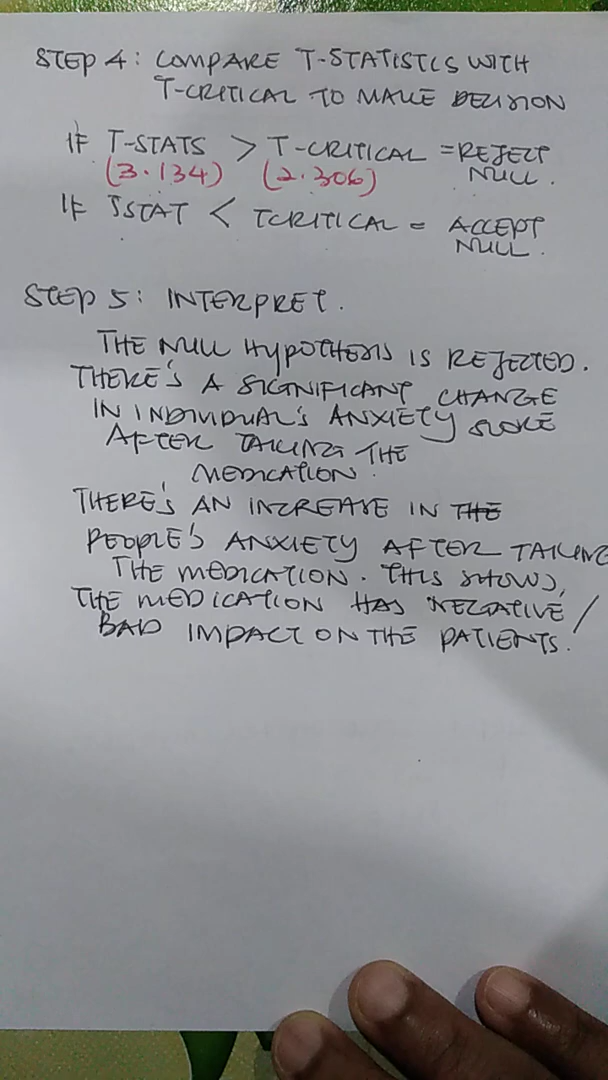 STEP 4: COMPARE T-STATISTICS WITH
T-CRITICAL TO MAKE DECISION
IF T-STATS > T-CRITICAL = REJECT
(3.134) (2.306) NULL.
IF TSTAT < TCRITICAL = ACCEPT
NULL.
STEP 5: INTERPRET.
THE NULL HYPOTHESIS IS REJECTED.
THERE'S A SIGNIFICANT CHANGE
IN INDIVIDUAL'S ANXIETY SCORE
AFTER TAKING THE
MEDICATION.
THERE'S AN INCREASE IN THE
PEOPLE'S ANXIETY AFTER TAKING
THE MEDICATION. THIS SHOWS,
THE MEDICATION HAS NEGATIVE/
BAD IMPACT ON THE PATIENTS.